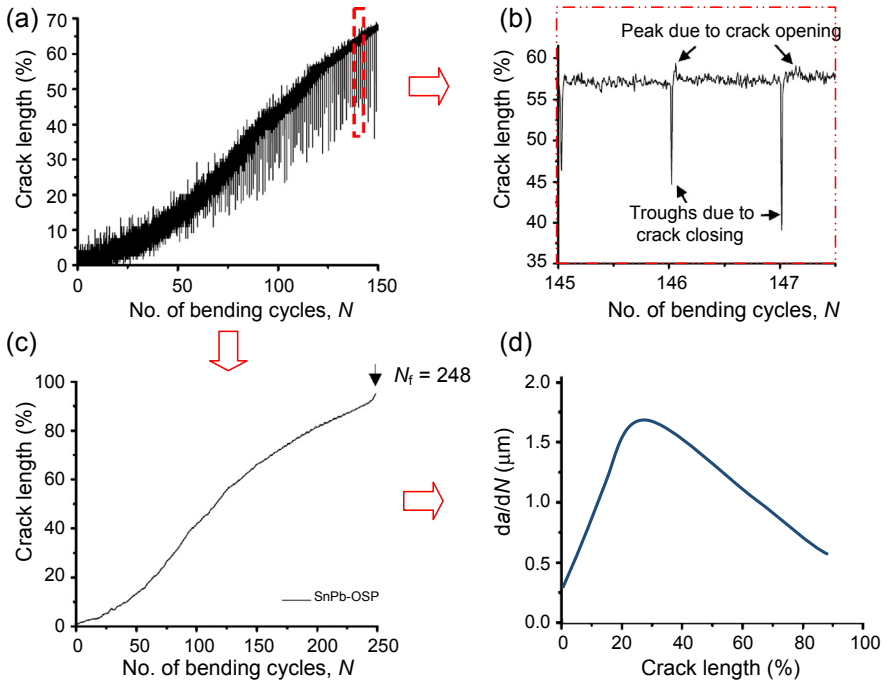 (a)
Crack length (%)
70
60
50
40
30
20
10
0
0 50 100 150
No. of bending cycles, N
(b)
Crack length (%)
60
55
50
45
40
35
Peak due to crack opening
Troughs due to
crack closing
145 146 147
No. of bending cycles, N
(c)
Crack length (%)
100
80
60
40
20
0
Nf = 248
SnPb-OSP
0 50 100 150 200 250
No. of bending cycles, N
(d)
da/dN (μm)
2.0
1.5
1.0
0.5
0.0
0 20 40 60 80 100
Crack length (%)